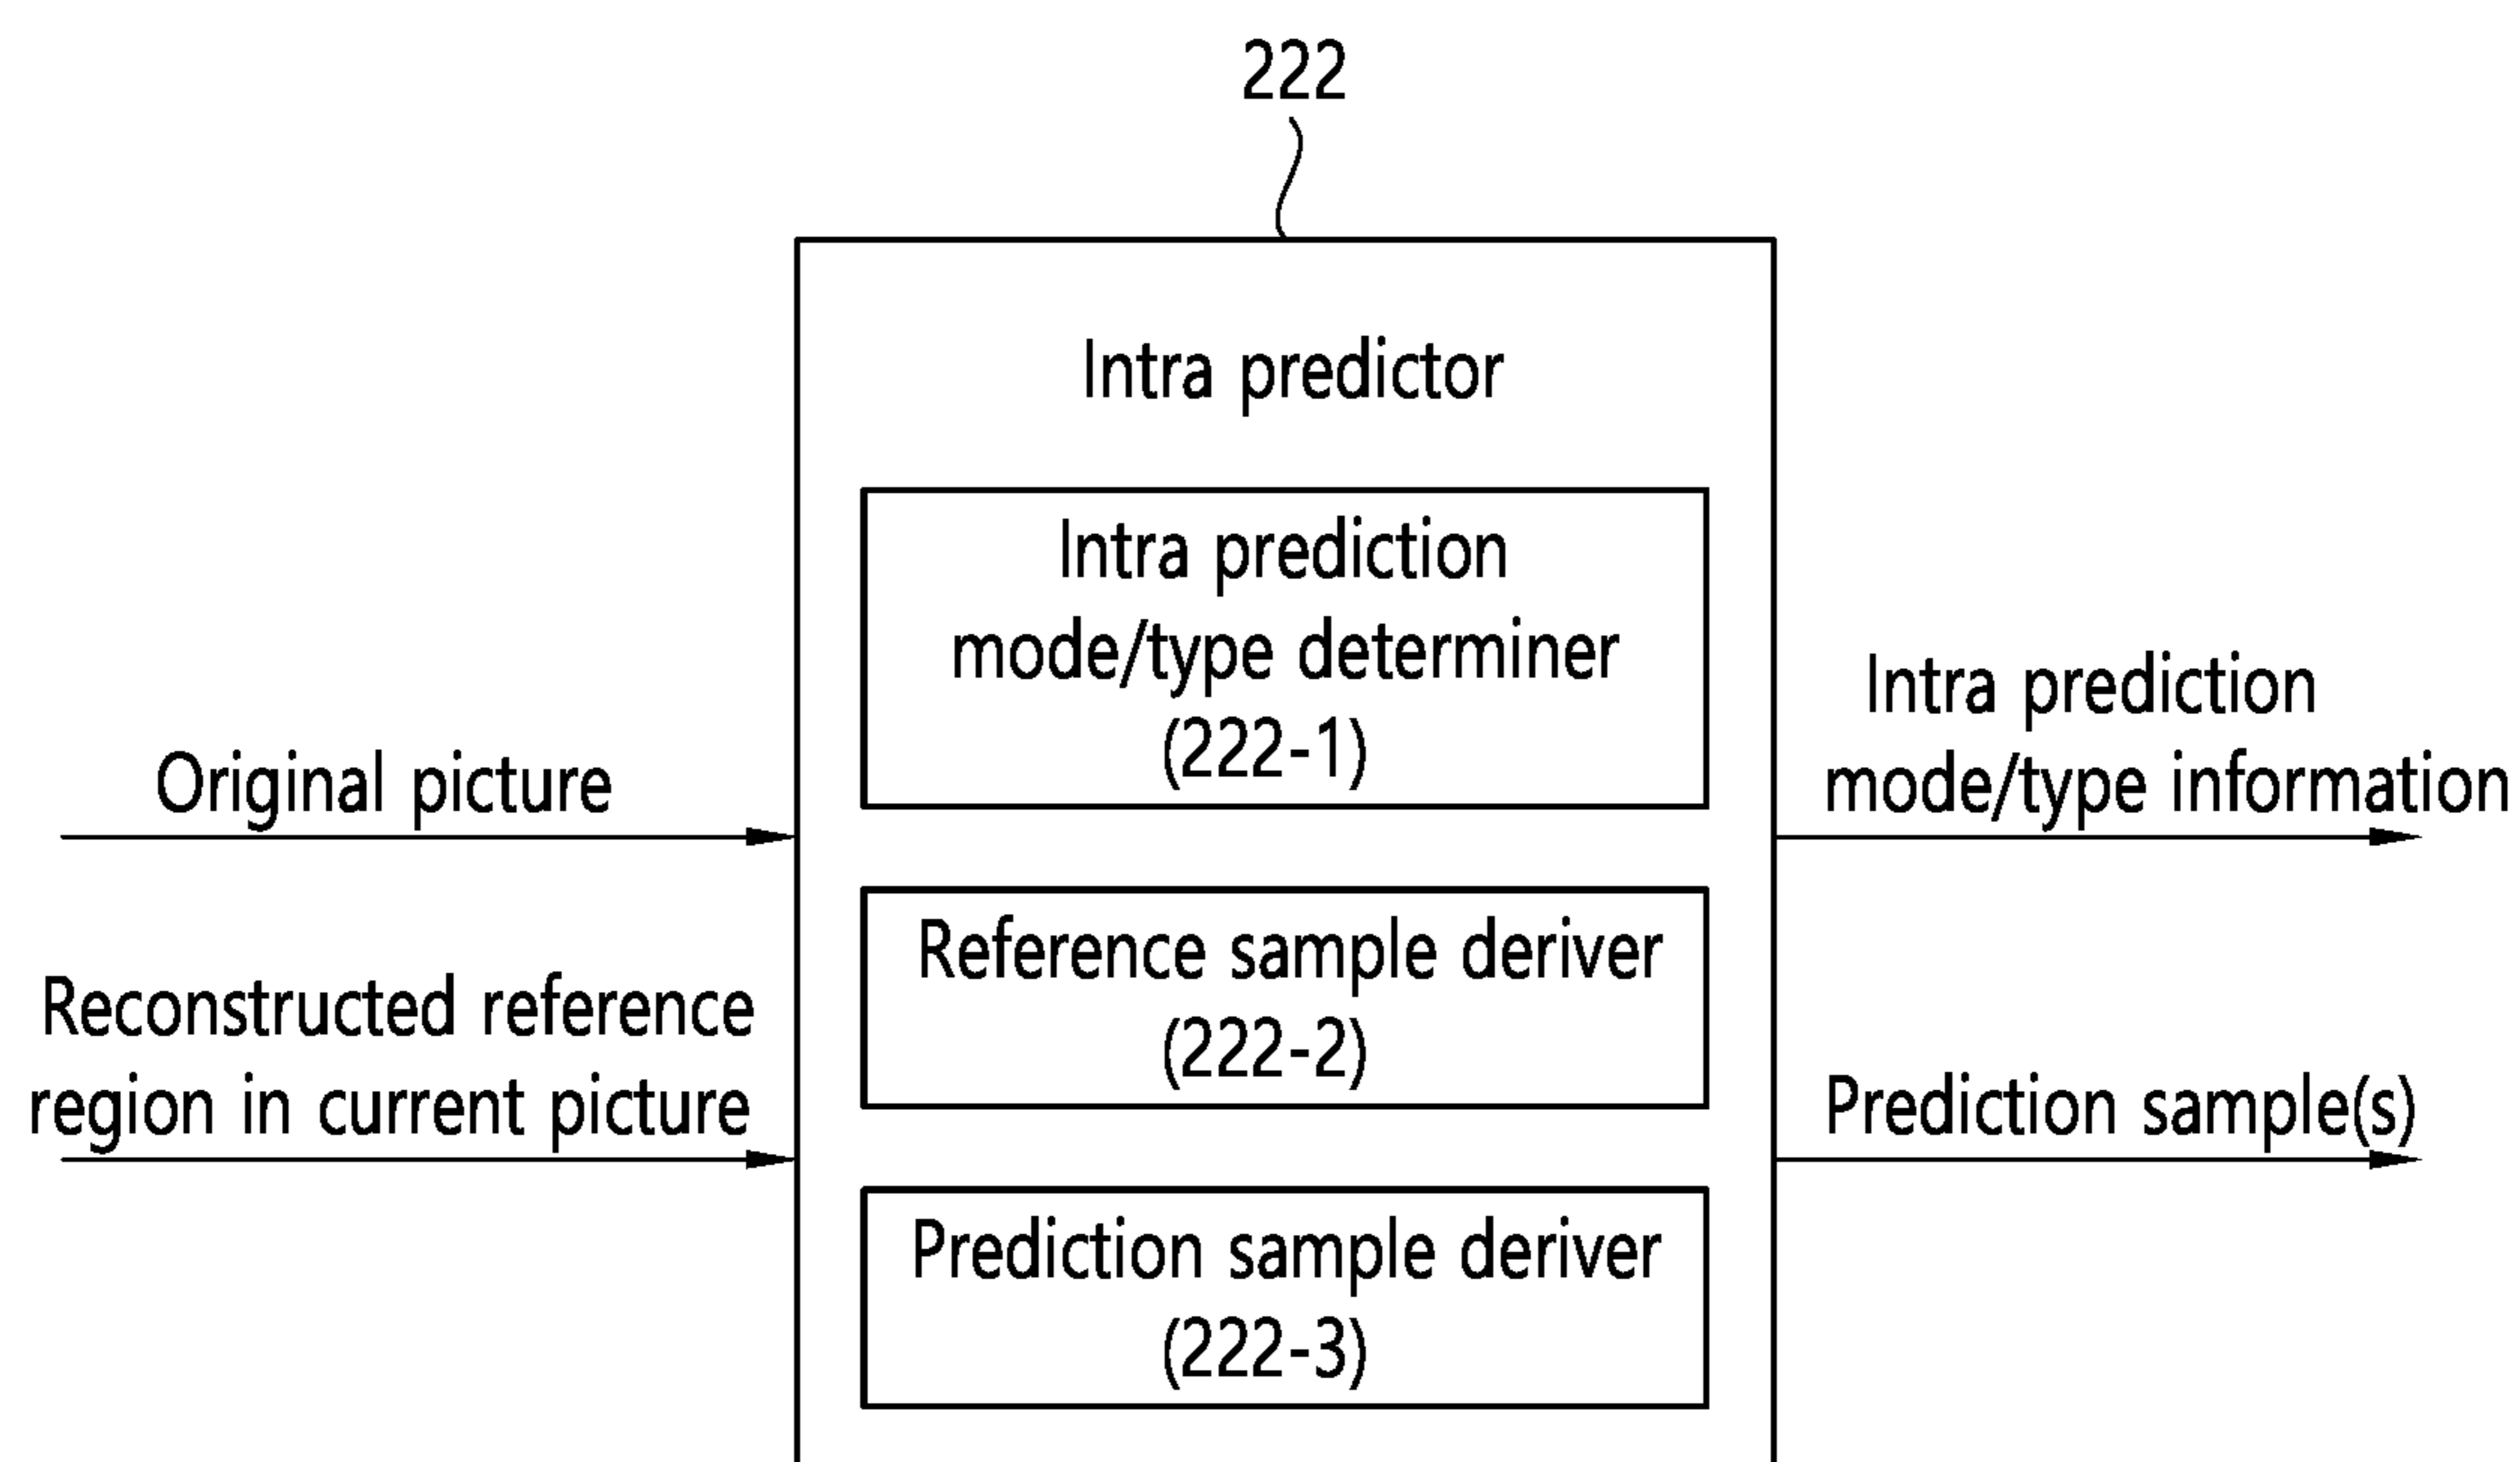 222
Intra predictor
Intra prediction
mode/type determiner
(222-1)
Original picture
Reconstructed reference
region in current picture
Reference sample deriver
(222-2)
Prediction sample deriver
(222-3)
Intra prediction
mode/type information
Prediction sample(s)